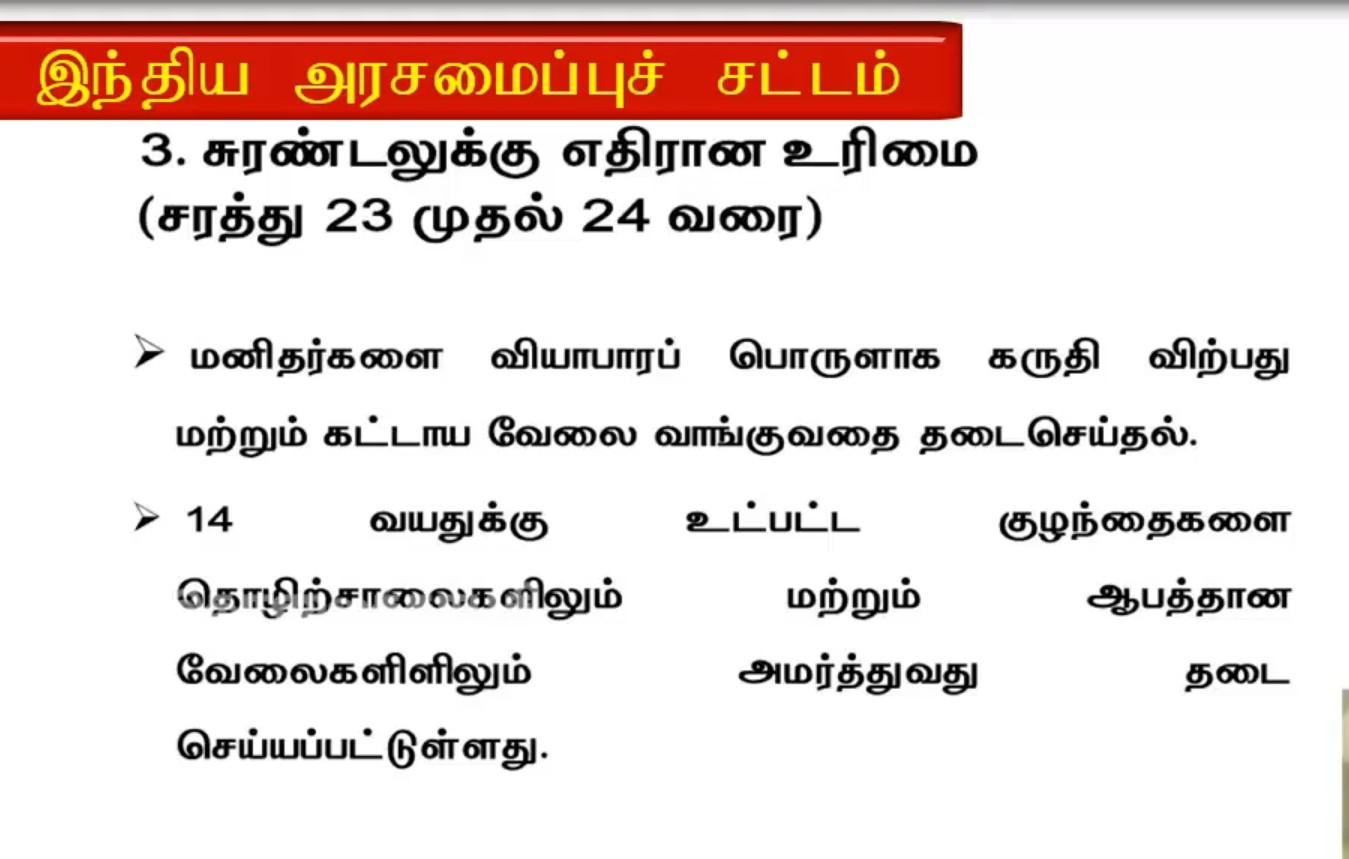 இந்திய அரசமைப்புச் சட்டம்
3. சுரண்டலுக்கு எதிரான உரிமை
(சரத்து 23 முதல் 24 வரை)
➢ மனிதர்களை வியாபாரப் பொருளாக கருதி விற்பது
மற்றும் கட்டாய வேலை வாங்குவதை தடைசெய்தல்.
➢ 14 வயதுக்கு உட்பட்ட குழந்தைகளை
தொழிற்சாலைகளிலும் மற்றும் ஆபத்தான
வேலைகளிளிலும் அமர்த்துவது தடை
செய்யப்பட்டுள்ளது.